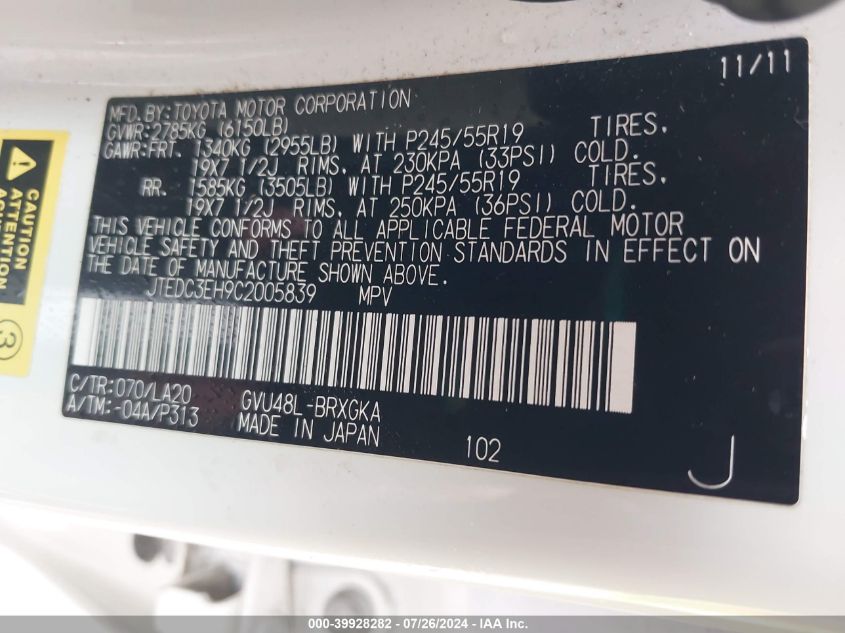 11/11
MFD.BY:TOYOTA MOTOR CORPORATION
GVWR:2785KG (6150LB)
GAWR:FRT. 1340KG (2955LB) WITH P245/55R19 TIRES,
19X7 1/2J RIMS, AT 230KPA (33PSI) COLD.
RR. 1585KG (3505LB) WITH P245/55R19 TIRES,
19X7 1/2J RIMS, AT 250KPA (36PSI) COLD.
THIS VEHICLE CONFORMS TO ALL APPLICABLE FEDERAL MOTOR
VEHICLE SAFETY AND THEFT PREVENTION STANDARDS IN EFFECT ON
THE DATE OF MANUFACTURE SHOWN ABOVE.
JTEDC3EH9C2005839 MPV
C/TR:070/LA20 GVU48L-BRXGKA
A/TM:-04A/P313 MADE IN JAPAN 102
J
CAUTION
ATTENTION
3
000-39928282 - 07/26/2024 - IAA Inc.